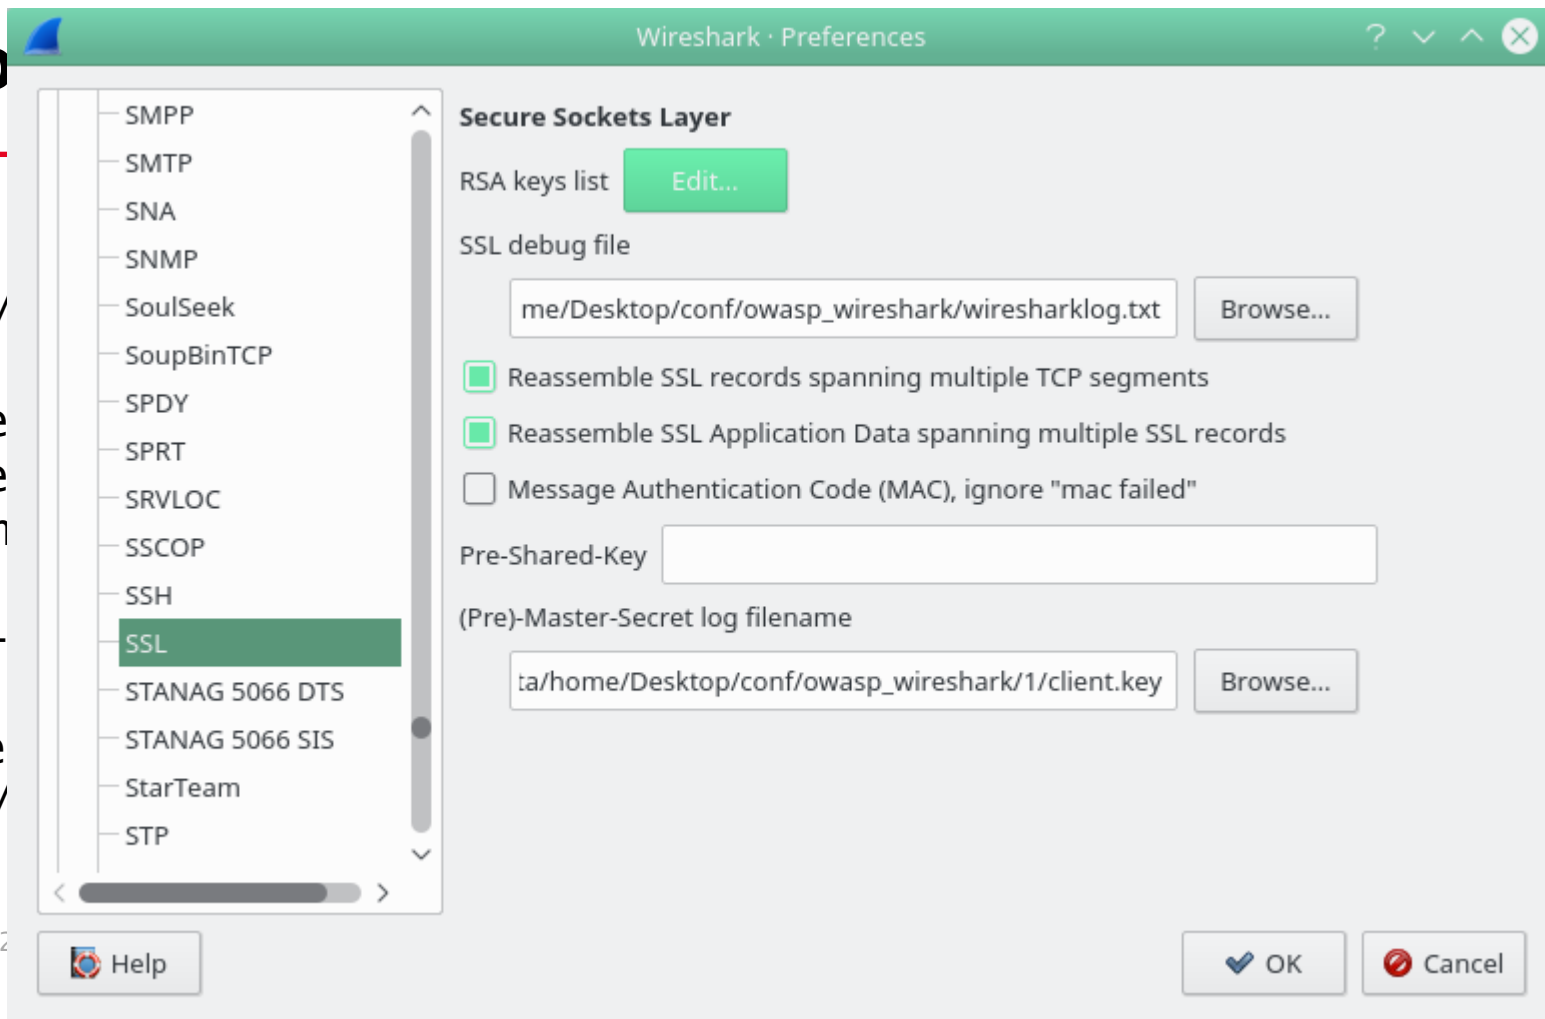 Wireshark · Preferences
SMPP
SMTP
SNA
SNMP
SoulSeek
SoupBinTCP
SPDY
SPRT
SRVLOC
SSCOP
SSH
SSL
STANAG 5066 DTS
STANAG 5066 SIS
StarTeam
STP
Secure Sockets Layer
RSA keys list Edit...
SSL debug file
me/Desktop/conf/owasp_wireshark/wiresharklog.txt Browse...
Reassemble SSL records spanning multiple TCP segments
Reassemble SSL Application Data spanning multiple SSL records
Message Authentication Code (MAC), ignore "mac failed"
Pre-Shared-Key
(Pre)-Master-Secret log filename
ta/home/Desktop/conf/owasp_wireshark/1/client.key Browse...
Help
OK
Cancel